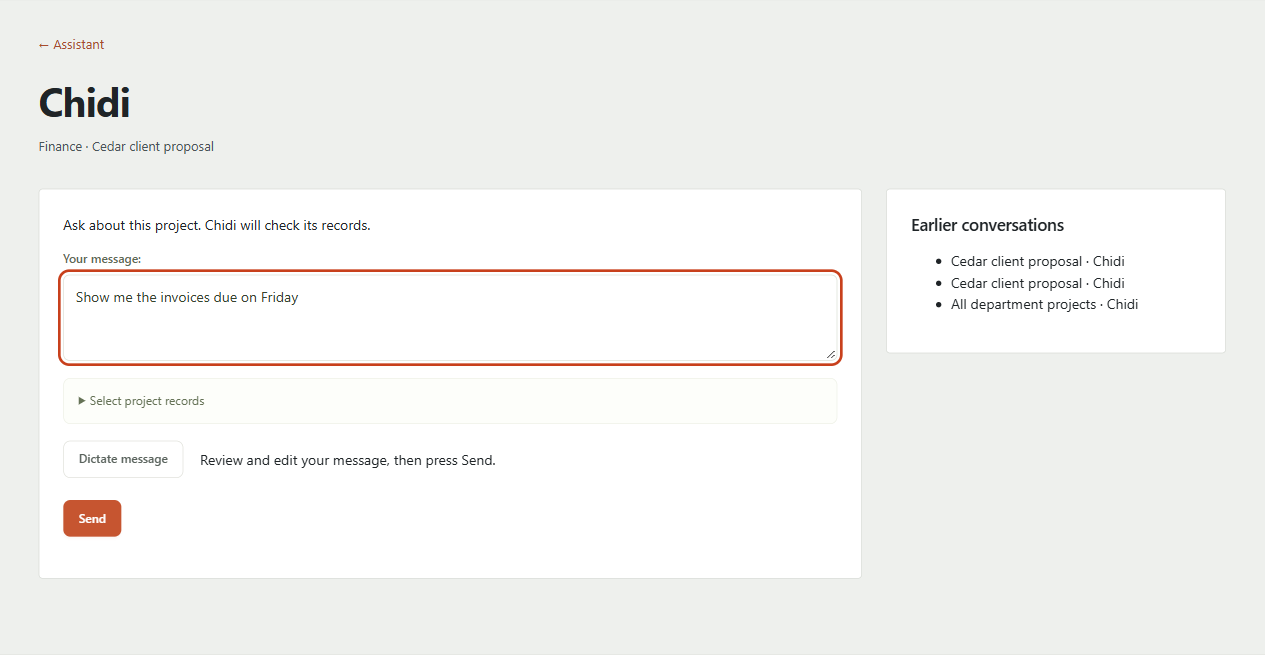 ← Assistant
Chidi
Finance · Cedar client proposal
Ask about this project. Chidi will check its records.
Your message:
Show me the invoices due on Friday
▶ Select project records
Dictate message
Review and edit your message, then press Send.
Send
Earlier conversations
• Cedar client proposal · Chidi
• Cedar client proposal · Chidi
• All department projects · Chidi